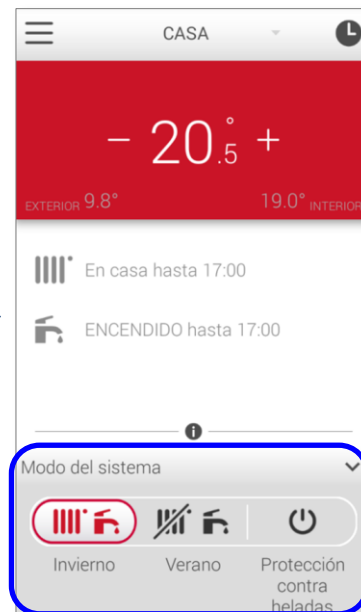 CASA
− 20.5° +
EXTERIOR 9.8° 19.0° INTERIOR
En casa hasta 17:00
ENCENDIDO hasta 17:00
Modo del sistema
Invierno Verano Protección
contra
heladas